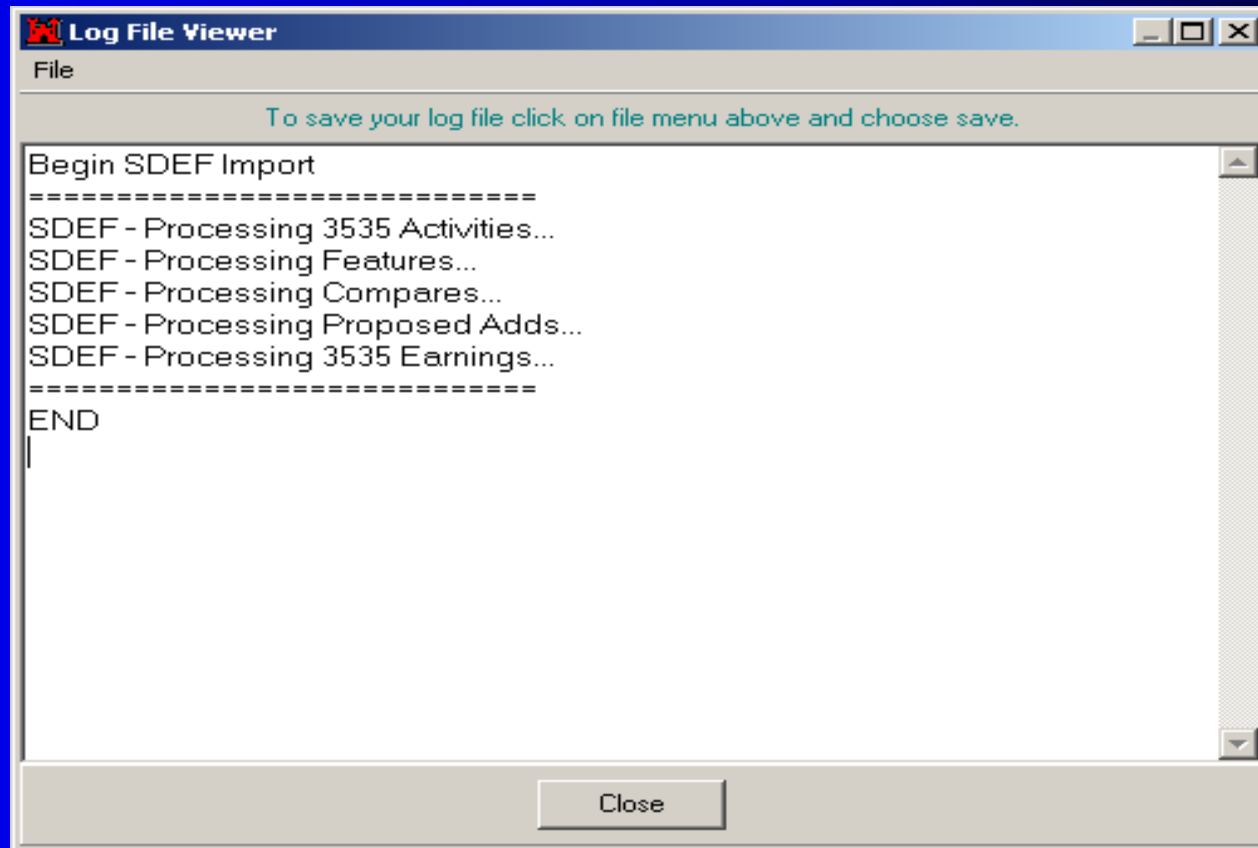 Log File Viewer
File
To save your log file click on file menu above and choose save.
Begin SDEF Import
=============================
SDEF - Processing 3535 Activities...
SDEF - Processing Features...
SDEF - Processing Compares...
SDEF - Processing Proposed Adds...
SDEF - Processing 3535 Earnings...
=============================
END
Close